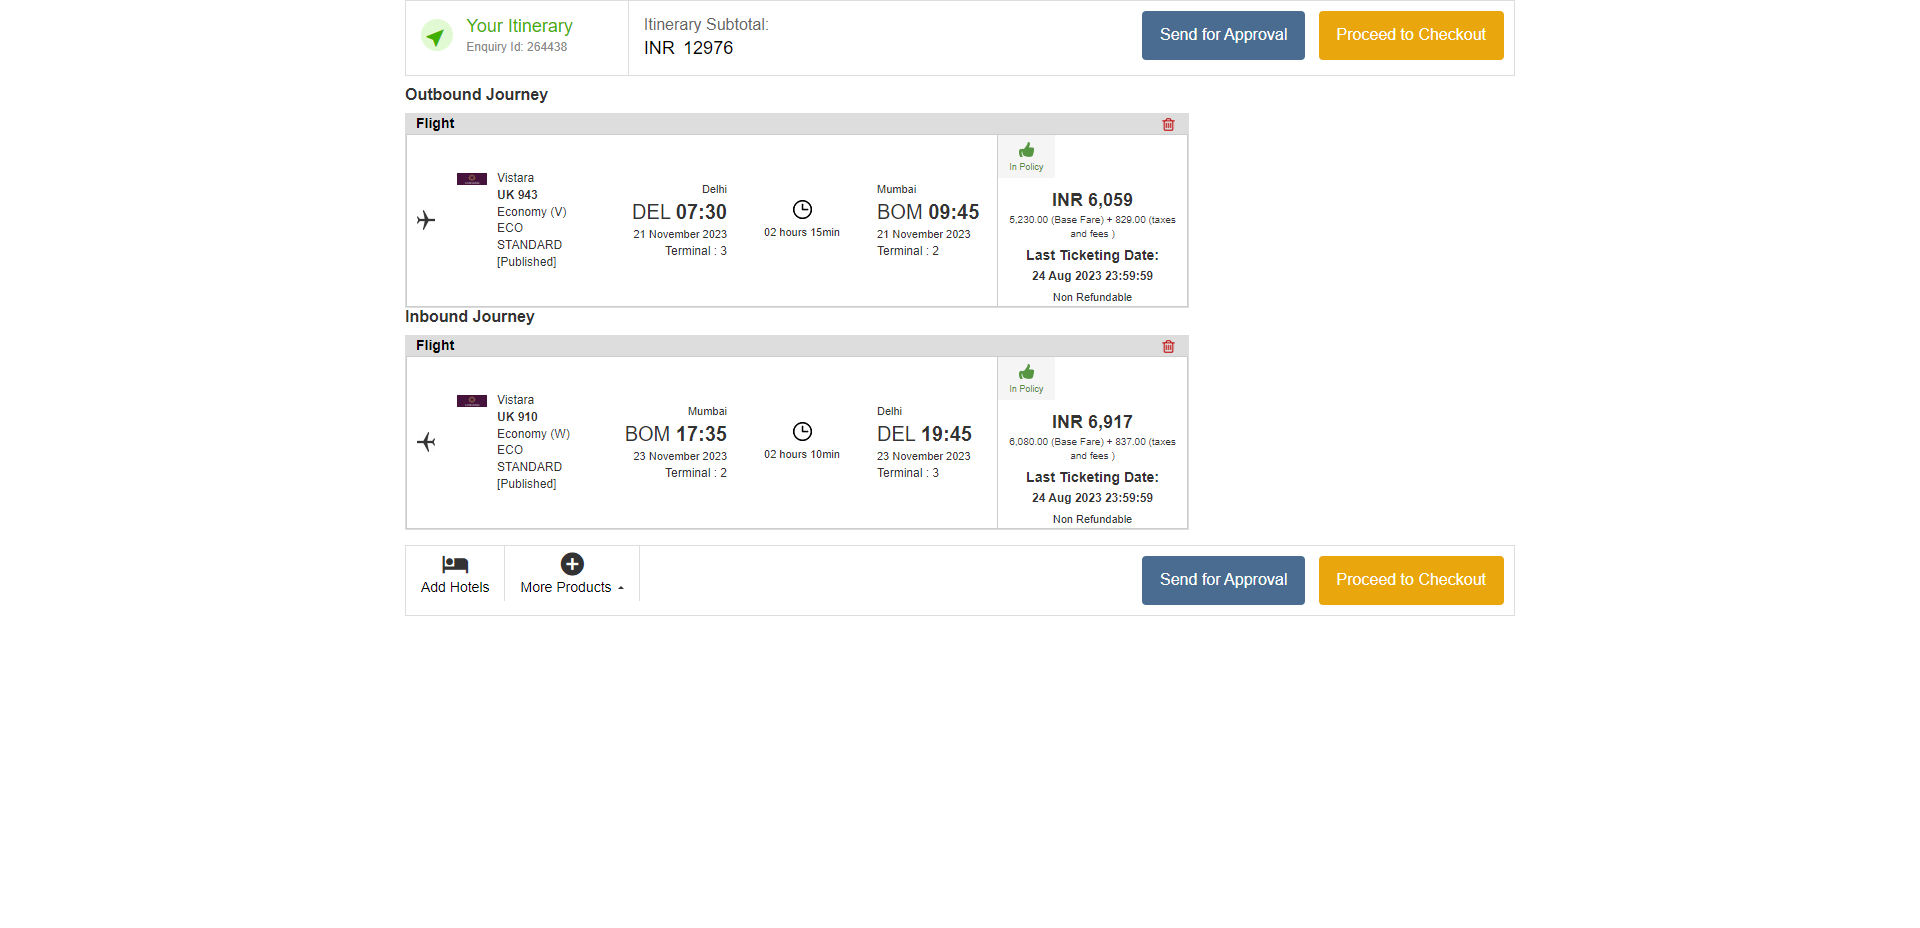 Your Itinerary
Enquiry Id: 264438
Itinerary Subtotal:
INR 12976
Send for Approval
Proceed to Checkout
Outbound Journey
Flight
Vistara
UK 943
Economy (V)
ECO
STANDARD
[Published]
Delhi
DEL 07:30
21 November 2023
Terminal : 3
02 hours 15min
Mumbai
BOM 09:45
21 November 2023
Terminal : 2
In Policy
INR 6,059
5,230.00 (Base Fare) + 829.00 (taxes
and fees )
Last Ticketing Date:
24 Aug 2023 23:59:59
Non Refundable
Inbound Journey
Flight
Vistara
UK 910
Economy (W)
ECO
STANDARD
[Published]
Mumbai
BOM 17:35
23 November 2023
Terminal : 2
02 hours 10min
Delhi
DEL 19:45
23 November 2023
Terminal : 3
In Policy
INR 6,917
6,080.00 (Base Fare) + 837.00 (taxes
and fees )
Last Ticketing Date:
24 Aug 2023 23:59:59
Non Refundable
Add Hotels
More Products
Send for Approval
Proceed to Checkout